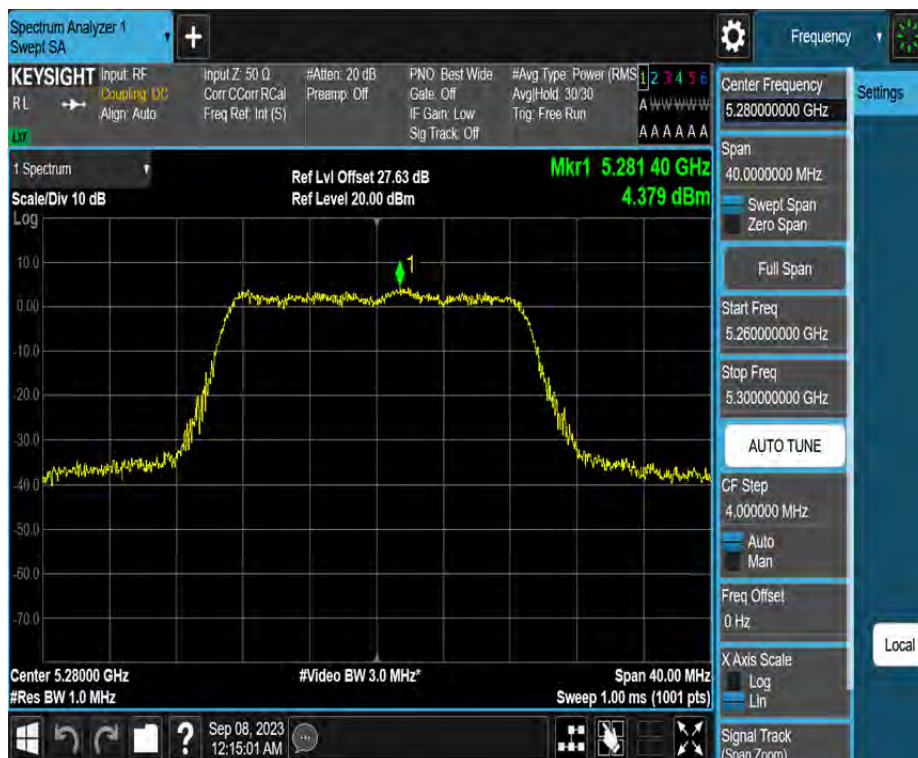 Spectrum Analyzer 1
Swept SA
+
Frequency
KEYSIGHT
RL
LXI
Input: RF
Coupling: DC
Align: Auto
Input Z: 50 Ω
Corr CCorr RCal
Freq Ref: Int (S)
#Atten: 20 dB
Preamp: Off
PNO: Best Wide
Gate: Off
IF Gain: Low
Sig Track: Off
#Avg Type: Power (RMS
Avg|Hold: 30/30
Trig: Free Run
1 2 3 4 5 6
A W W W W W
A A A A A A
1 Spectrum
Scale/Div 10 dB
Log
Ref Lvl Offset 27.63 dB
Ref Level 20.00 dBm
Mkr1 5.281 40 GHz
4.379 dBm
1
10.0
0.00
-10.0
-20.0
-30.0
-40.0
-50.0
-60.0
-70.0
Center 5.28000 GHz
#Res BW 1.0 MHz
#Video BW 3.0 MHz*
Span 40.00 MHz
Sweep 1.00 ms (1001 pts)
?
Sep 08, 2023
12:15:01 AM
Center Frequency
5.280000000 GHz
Settings
Span
40.0000000 MHz
Swept Span
Zero Span
Full Span
Start Freq
5.260000000 GHz
Stop Freq
5.300000000 GHz
AUTO TUNE
CF Step
4.000000 MHz
Auto
Man
Freq Offset
0 Hz
X Axis Scale
Log
Lin
Local
Signal Track
(Span Zoom)